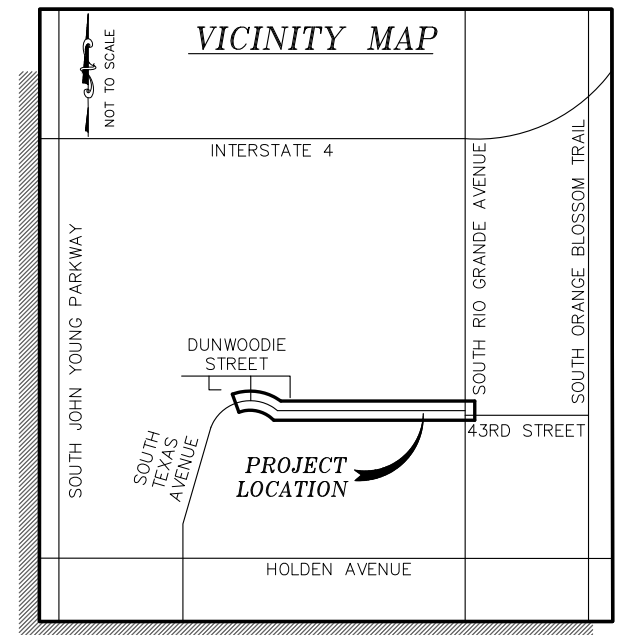 VICINITY MAP
NOT TO SCALE
INTERSTATE 4
SOUTH JOHN YOUNG PARKWAY
SOUTH RIO GRANDE AVENUE
SOUTH ORANGE BLOSSOM TRAIL
DUNWOODIE
STREET
SOUTH
TEXAS
AVENUE
PROJECT
LOCATION
43RD STREET
HOLDEN AVENUE